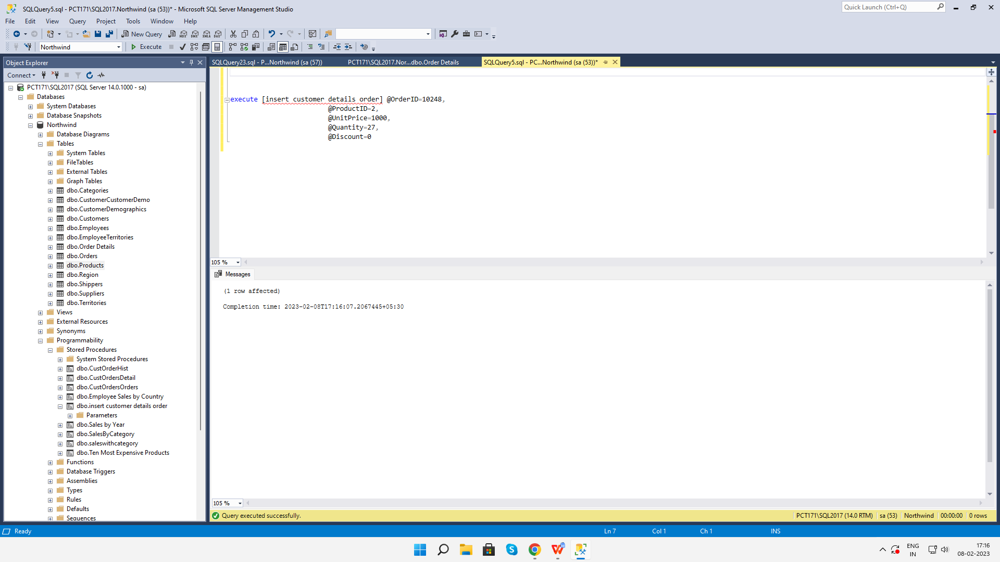 SQLQuery5.sql - PCT171\SQL2017.Northwind (sa (53))* - Microsoft SQL Server Management Studio
Quick Launch (Ctrl+Q)
File Edit View Query Project Tools Window Help
New Query MDX DMX XMLA DAX
Northwind Execute
Object Explorer
Connect
PCT171\SQL2017 (SQL Server 14.0.1000 - sa)
Databases
System Databases
Database Snapshots
Northwind
Database Diagrams
Tables
System Tables
FileTables
External Tables
Graph Tables
dbo.Categories
dbo.CustomerCustomerDemo
dbo.CustomerDemographics
dbo.Customers
dbo.Employees
dbo.EmployeeTerritories
dbo.Order Details
dbo.Orders
dbo.Products
dbo.Region
dbo.Shippers
dbo.Suppliers
dbo.Territories
Views
External Resources
Synonyms
Programmability
Stored Procedures
System Stored Procedures
dbo.CustOrderHist
dbo.CustOrdersDetail
dbo.CustOrdersOrders
dbo.Employee Sales by Country
dbo.insert customer details order
Parameters
dbo.Sales by Year
dbo.SalesByCategory
dbo.saleswithcategory
dbo.Ten Most Expensive Products
Functions
Database Triggers
Assemblies
Types
Rules
Defaults
Sequences
SQLQuery23.sql - P...Northwind (sa (57))
PCT171\SQL2017.Nor...dbo.Order Details
SQLQuery5.sql - PC...Northwind (sa (53))*
execute [insert customer details order] @OrderID=10248,
@ProductID=2,
@UnitPrice=1000,
@Quantity=27,
@Discount=0
105 %
Messages
(1 row affected)
Completion time: 2023-02-08T17:16:07.2067445+05:30
105 %
Query executed successfully.
PCT171\SQL2017 (14.0 RTM) sa (53) Northwind 00:00:00 0 rows
Ready Ln 7 Col 1 Ch 1 INS
ENG
IN
17:16
08-02-2023